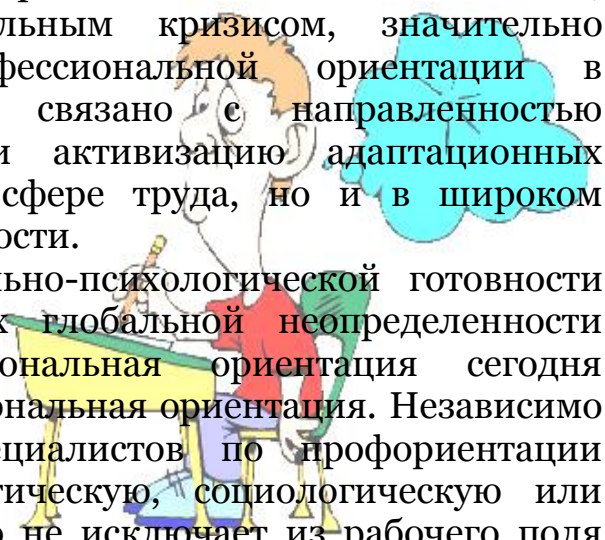 льным кризисом, значительно
фессиональной ориентации в
связано с направленностью
и активизацию адаптационных
сфере труда, но и в широком
ости.
льно-психологической готовности
х глобальной неопределенности
ональная ориентация сегодня
ональная ориентация. Независимо
ециалистов по профориентации
гическую, социологическую или
о не исключает из рабочего поля